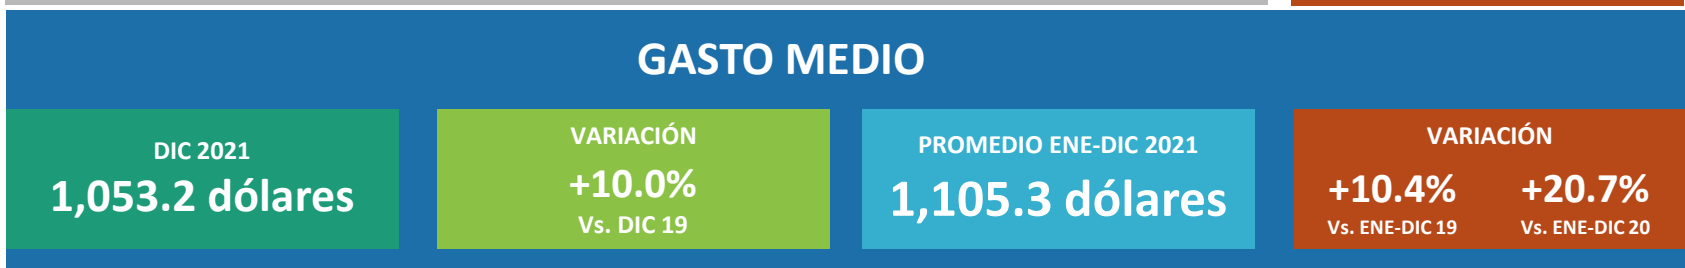 GASTO MEDIO
DIC 2021
1,053.2 dólares
VARIACIÓN
+10.0%
Vs. DIC 19
PROMEDIO ENE-DIC 2021
1,105.3 dólares
VARIACIÓN
+10.4% +20.7%
Vs. ENE-DIC 19 Vs. ENE-DIC 20